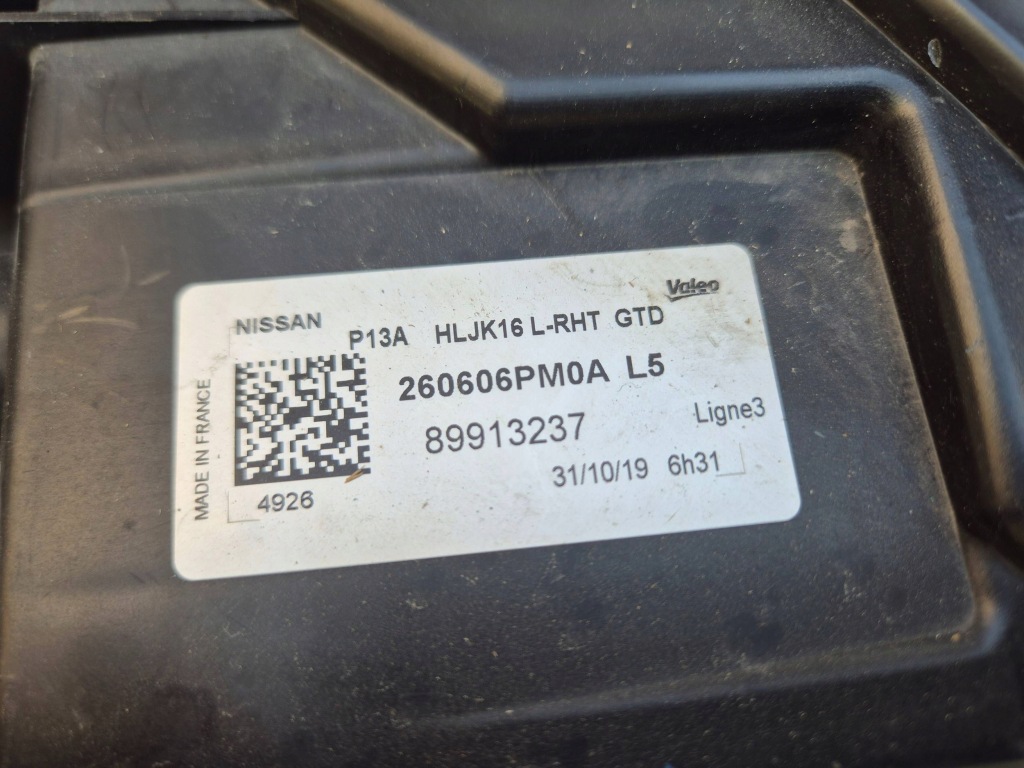 Valeo
NISSAN
P13A HLJK16 L-RHT GTD
260606PM0A L5
89913237
Ligne3
31/10/19 6h31
4926
MADE IN FRANCE